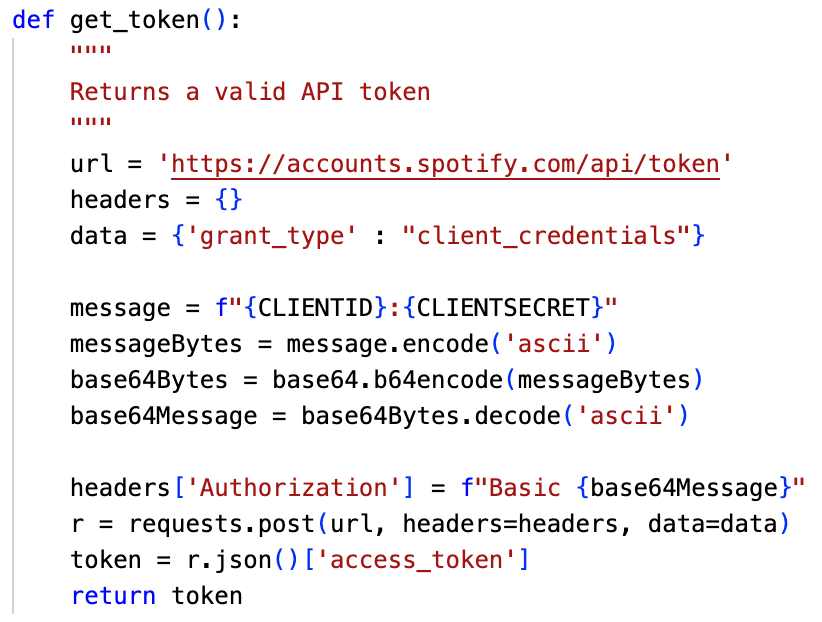 def get_token():
"""
Returns a valid API token
"""
url = 'https://accounts.spotify.com/api/token'
headers = {}
data = {'grant_type' : "client_credentials"}
message = f"{CLIENTID}:{CLIENTSECRET}"
messageBytes = message.encode('ascii')
base64Bytes = base64.b64encode(messageBytes)
base64Message = base64Bytes.decode('ascii')
headers['Authorization'] = f"Basic {base64Message}"
r = requests.post(url, headers=headers, data=data)
token = r.json()['access_token']
return token